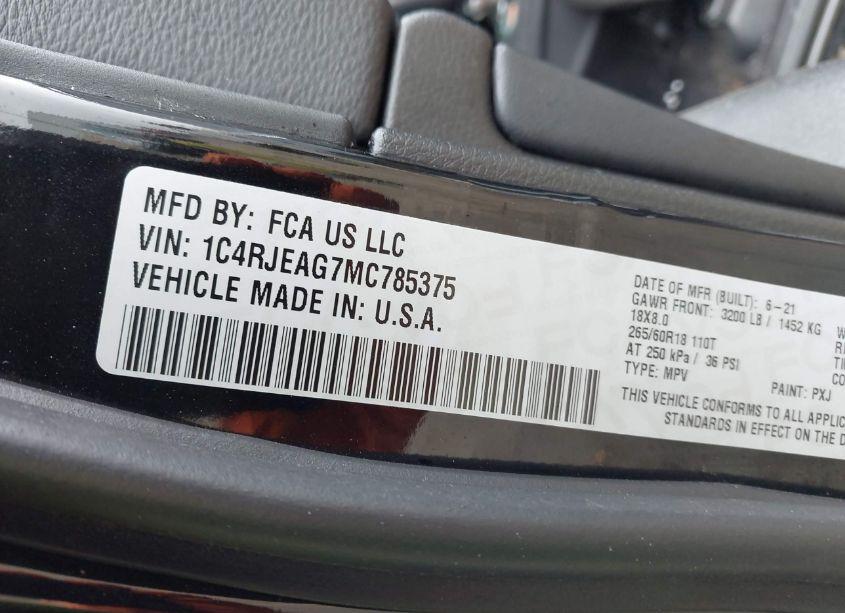 MFD BY: FCA US LLC
VIN: 1C4RJEAG7MC785375
VEHICLE MADE IN: U.S.A.
DATE OF MFR (BUILT): 6-21
GAWR FRONT: 3200 LB / 1452 KG
18X8.0
265/60R18 110T
AT 250 kPa / 36 PSI
TYPE: MPV
PAINT: PXJ
THIS VEHICLE CONFORMS TO ALL
STANDARDS IN EFFECT ON THE